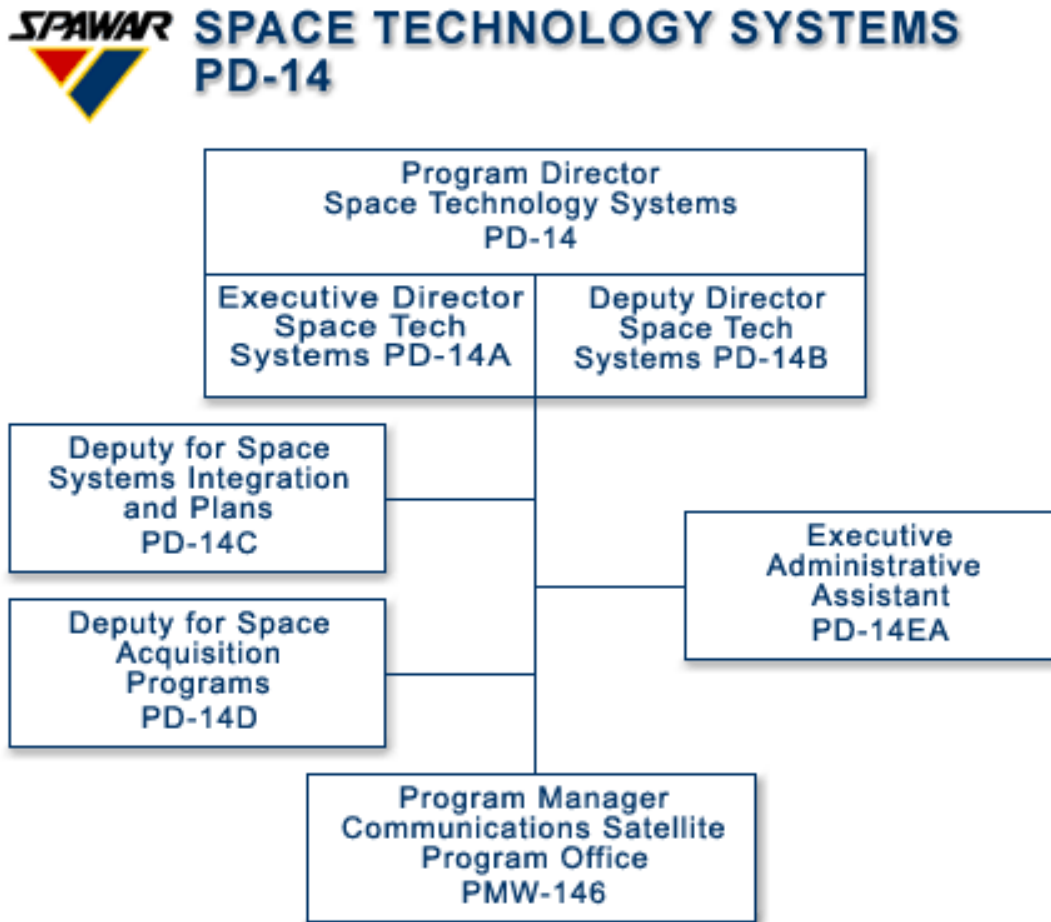 SPAWAR
SPACE TECHNOLOGY SYSTEMS
PD-14
Program Director
Space Technology Systems
PD-14
Executive Director
Space Tech
Systems PD-14A
Deputy Director
Space Tech
Systems PD-14B
Deputy for Space
Systems Integration
and Plans
PD-14C
Executive
Administrative
Assistant
PD-14EA
Deputy for Space
Acquisition
Programs
PD-14D
Program Manager
Communications Satellite
Program Office
PMW-146